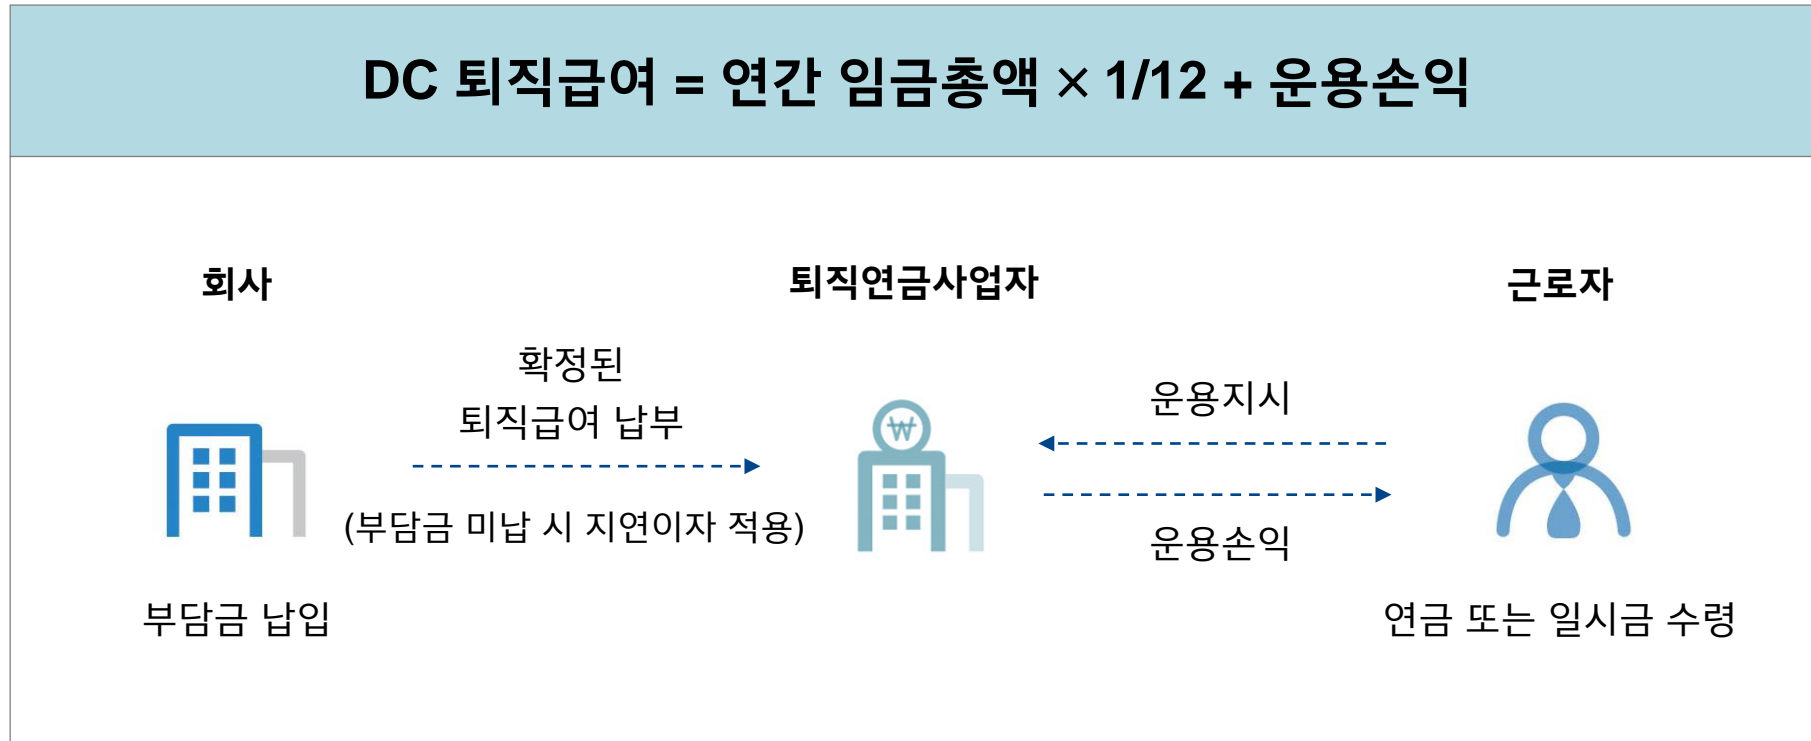 DC 퇴직급여 = 연간 임금총액 × 1/12 + 운용손익
회사
퇴직연금사업자
근로자
확정된
퇴직급여 납부
(부담금 미납 시 지연이자 적용)
₩
운용지시
운용손익
부담금 납입
연금 또는 일시금 수령